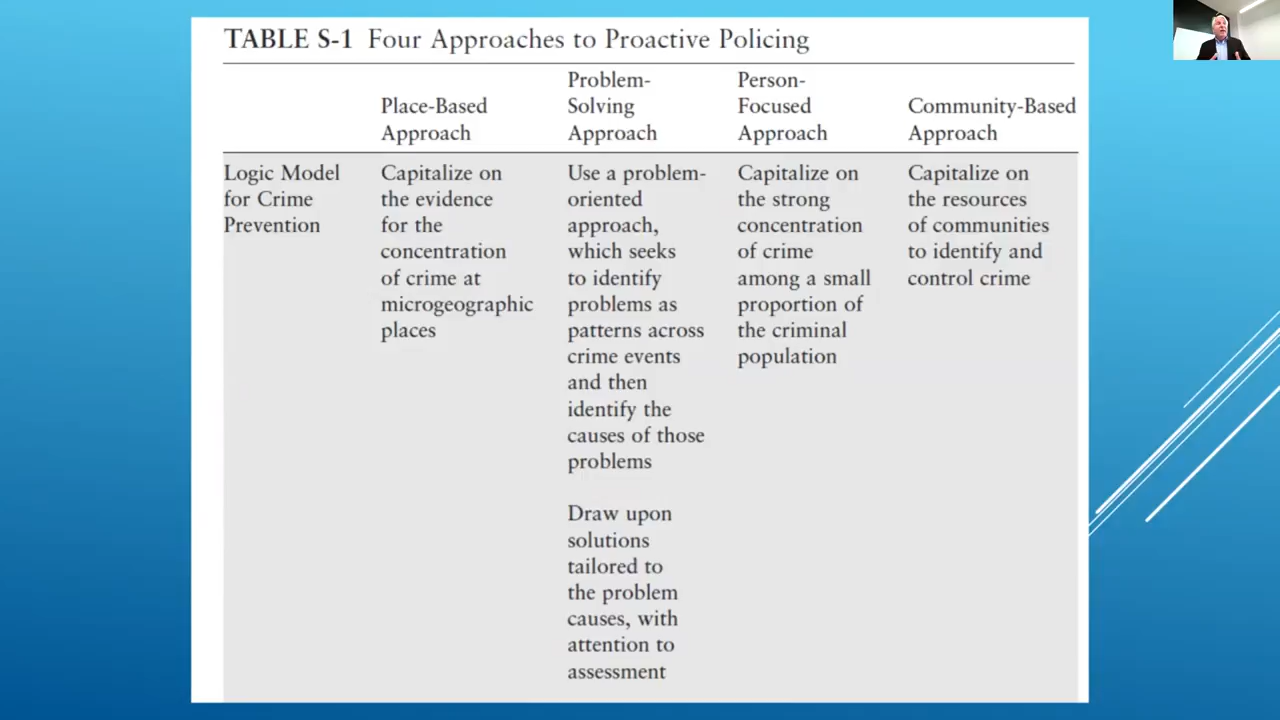 TABLE S-1 Four Approaches to Proactive Policing
Place-Based
Approach
Problem-
Solving
Approach
Person-
Focused
Approach
Community-Based
Approach
Logic Model
for Crime
Prevention
Capitalize on
the evidence
for the
concentration
of crime at
microgeographic
places
Use a problem-
oriented
approach,
which seeks
to identify
problems as
patterns across
crime events
and then
identify the
causes of those
problems
Draw upon
solutions
tailored to
the problem
causes, with
attention to
assessment
Capitalize on
the strong
concentration
of crime
among a small
proportion of
the criminal
population
Capitalize on
the resources
of communities
to identify and
control crime